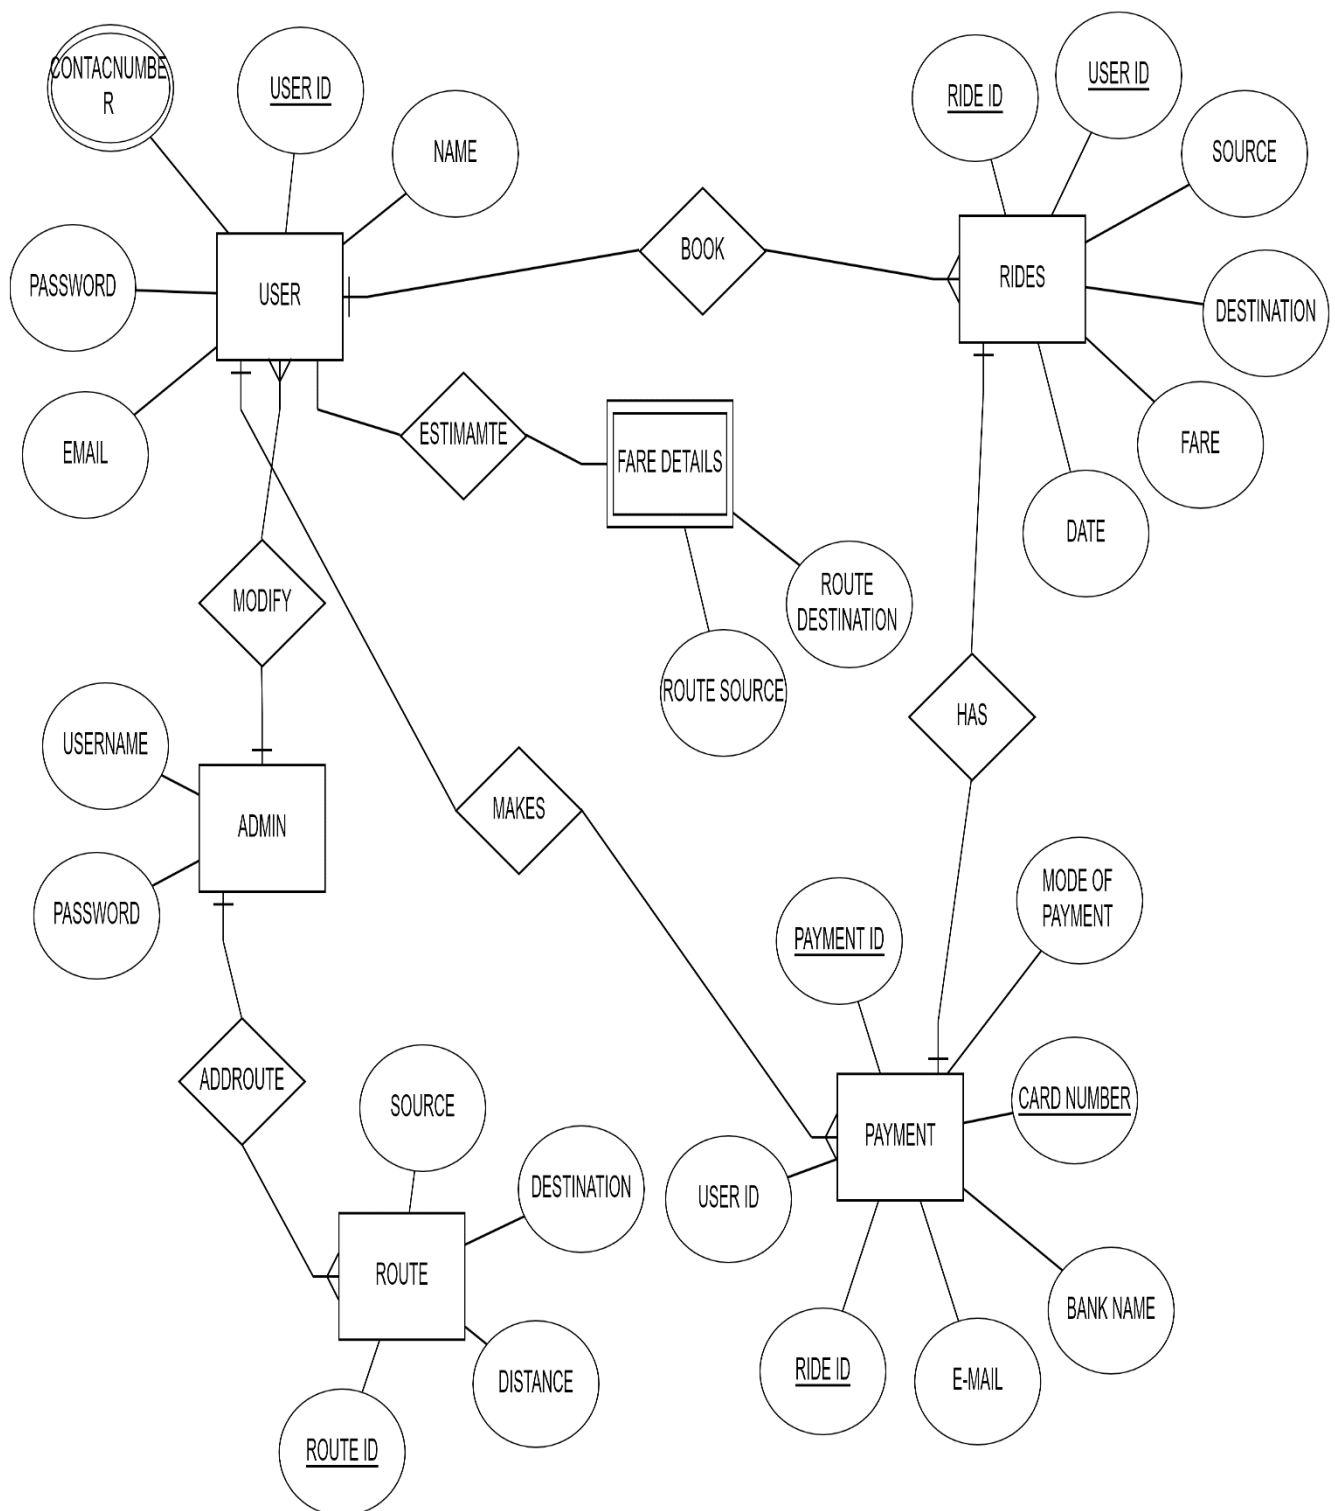 CONTACNUMBE
R
USER ID
NAME
PASSWORD
USER
EMAIL
BOOK
RIDE ID
USER ID
SOURCE
RIDES
DESTINATION
FARE
DATE
ESTIMAMTE
FARE DETAILS
ROUTE
DESTINATION
ROUTE SOURCE
MODIFY
HAS
USERNAME
ADMIN
PASSWORD
MAKES
MODE OF
PAYMENT
PAYMENT ID
CARD NUMBER
PAYMENT
USER ID
BANK NAME
RIDE ID
E-MAIL
ADDROUTE
SOURCE
DESTINATION
ROUTE
DISTANCE
ROUTE ID